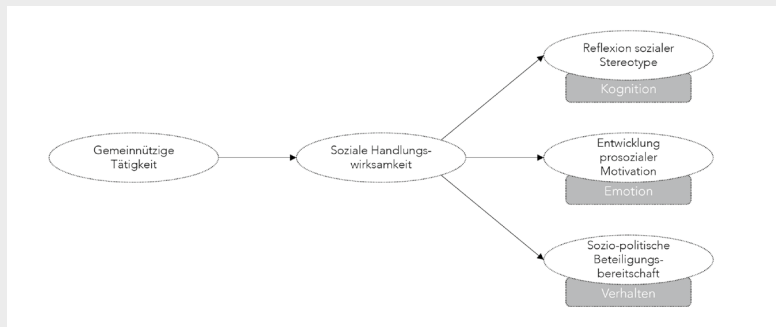 Gemeinnützige
Tätigkeit
Soziale Handlungs-
wirksamkeit
Reflexion sozialer
Stereotype
Kognition
Entwicklung
prosozialer
Motivation
Emotion
Sozio-politische
Beteiligungs-
bereitschaft
Verhalten